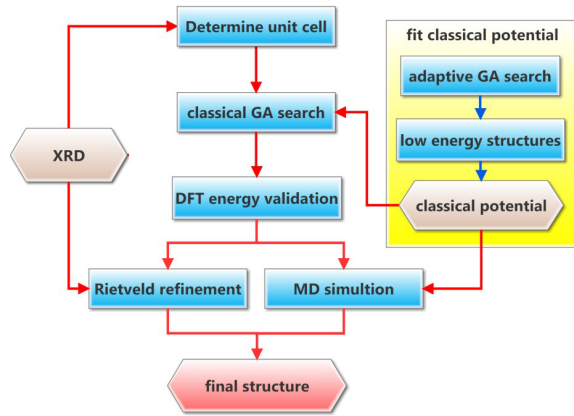 Determine unit cell
fit classical potential
adaptive GA search
classical GA search
low energy structures
XRD
DFT energy validation
classical potential
Rietveld refinement
MD simultion
final structure